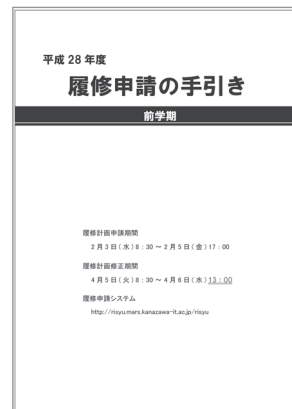 平成 28 年度
履修申請の手引き
前学期
履修計画申請期間
2 月 3 日 ( 水 ) 8 : 30 ～ 2 月 5 日 ( 金 ) 17 : 00
履修計画修正期間
4 月 5 日 ( 火 ) 8 : 30 ～ 4 月 6 日 ( 水 ) 13 : 00
履修申請システム
http://risyu.mars.kanazawa-it.ac.jp/risyu